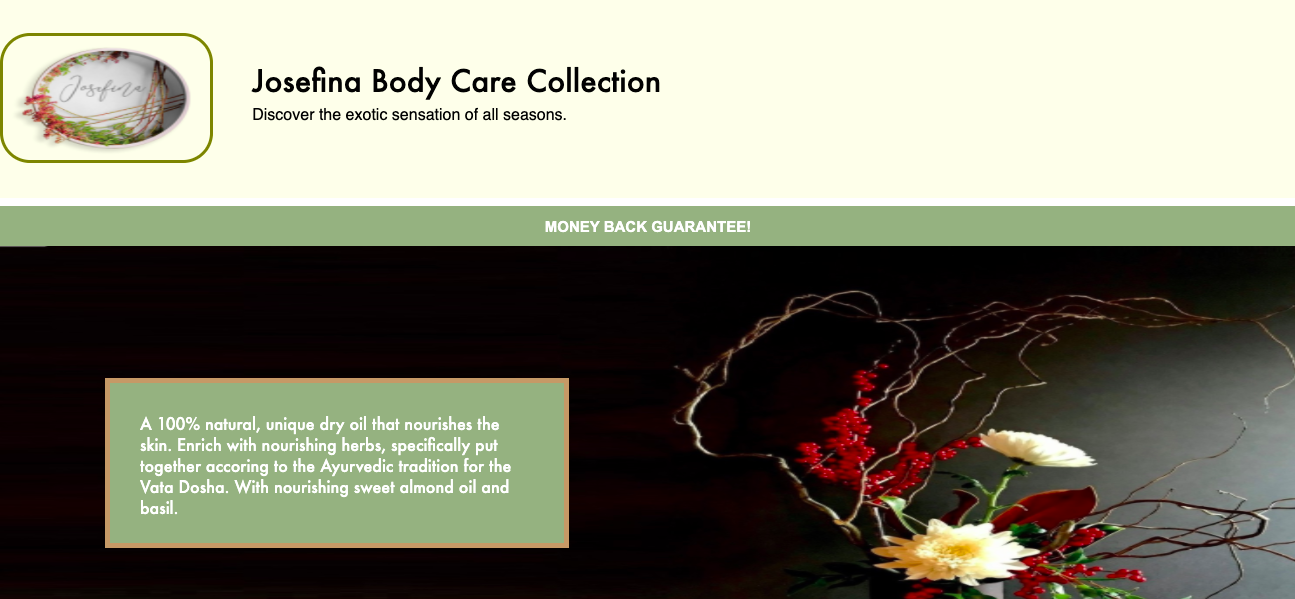 Josefina
Josefina Body Care Collection
Discover the exotic sensation of all seasons.
MONEY BACK GUARANTEE!
A 100% natural, unique dry oil that nourishes the
skin. Enrich with nourishing herbs, specifically put
together accoring to the Ayurvedic tradition for the
Vata Dosha. With nourishing sweet almond oil and
basil.